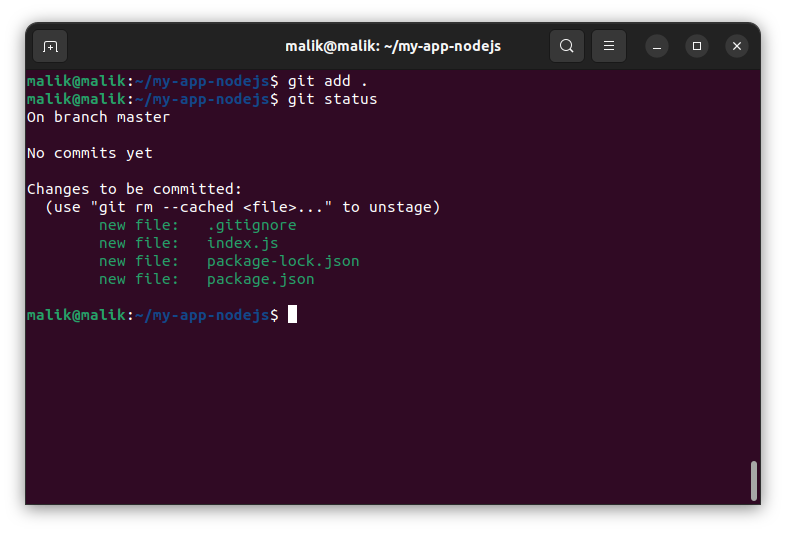 malik@malik: ~/my-app-nodejs
malik@malik:~/my-app-nodejs$ git add .
malik@malik:~/my-app-nodejs$ git status
On branch master
No commits yet
Changes to be committed:
  (use "git rm --cached <file>..." to unstage)
        new file:   .gitignore
        new file:   index.js
        new file:   package-lock.json
        new file:   package.json
malik@malik:~/my-app-nodejs$